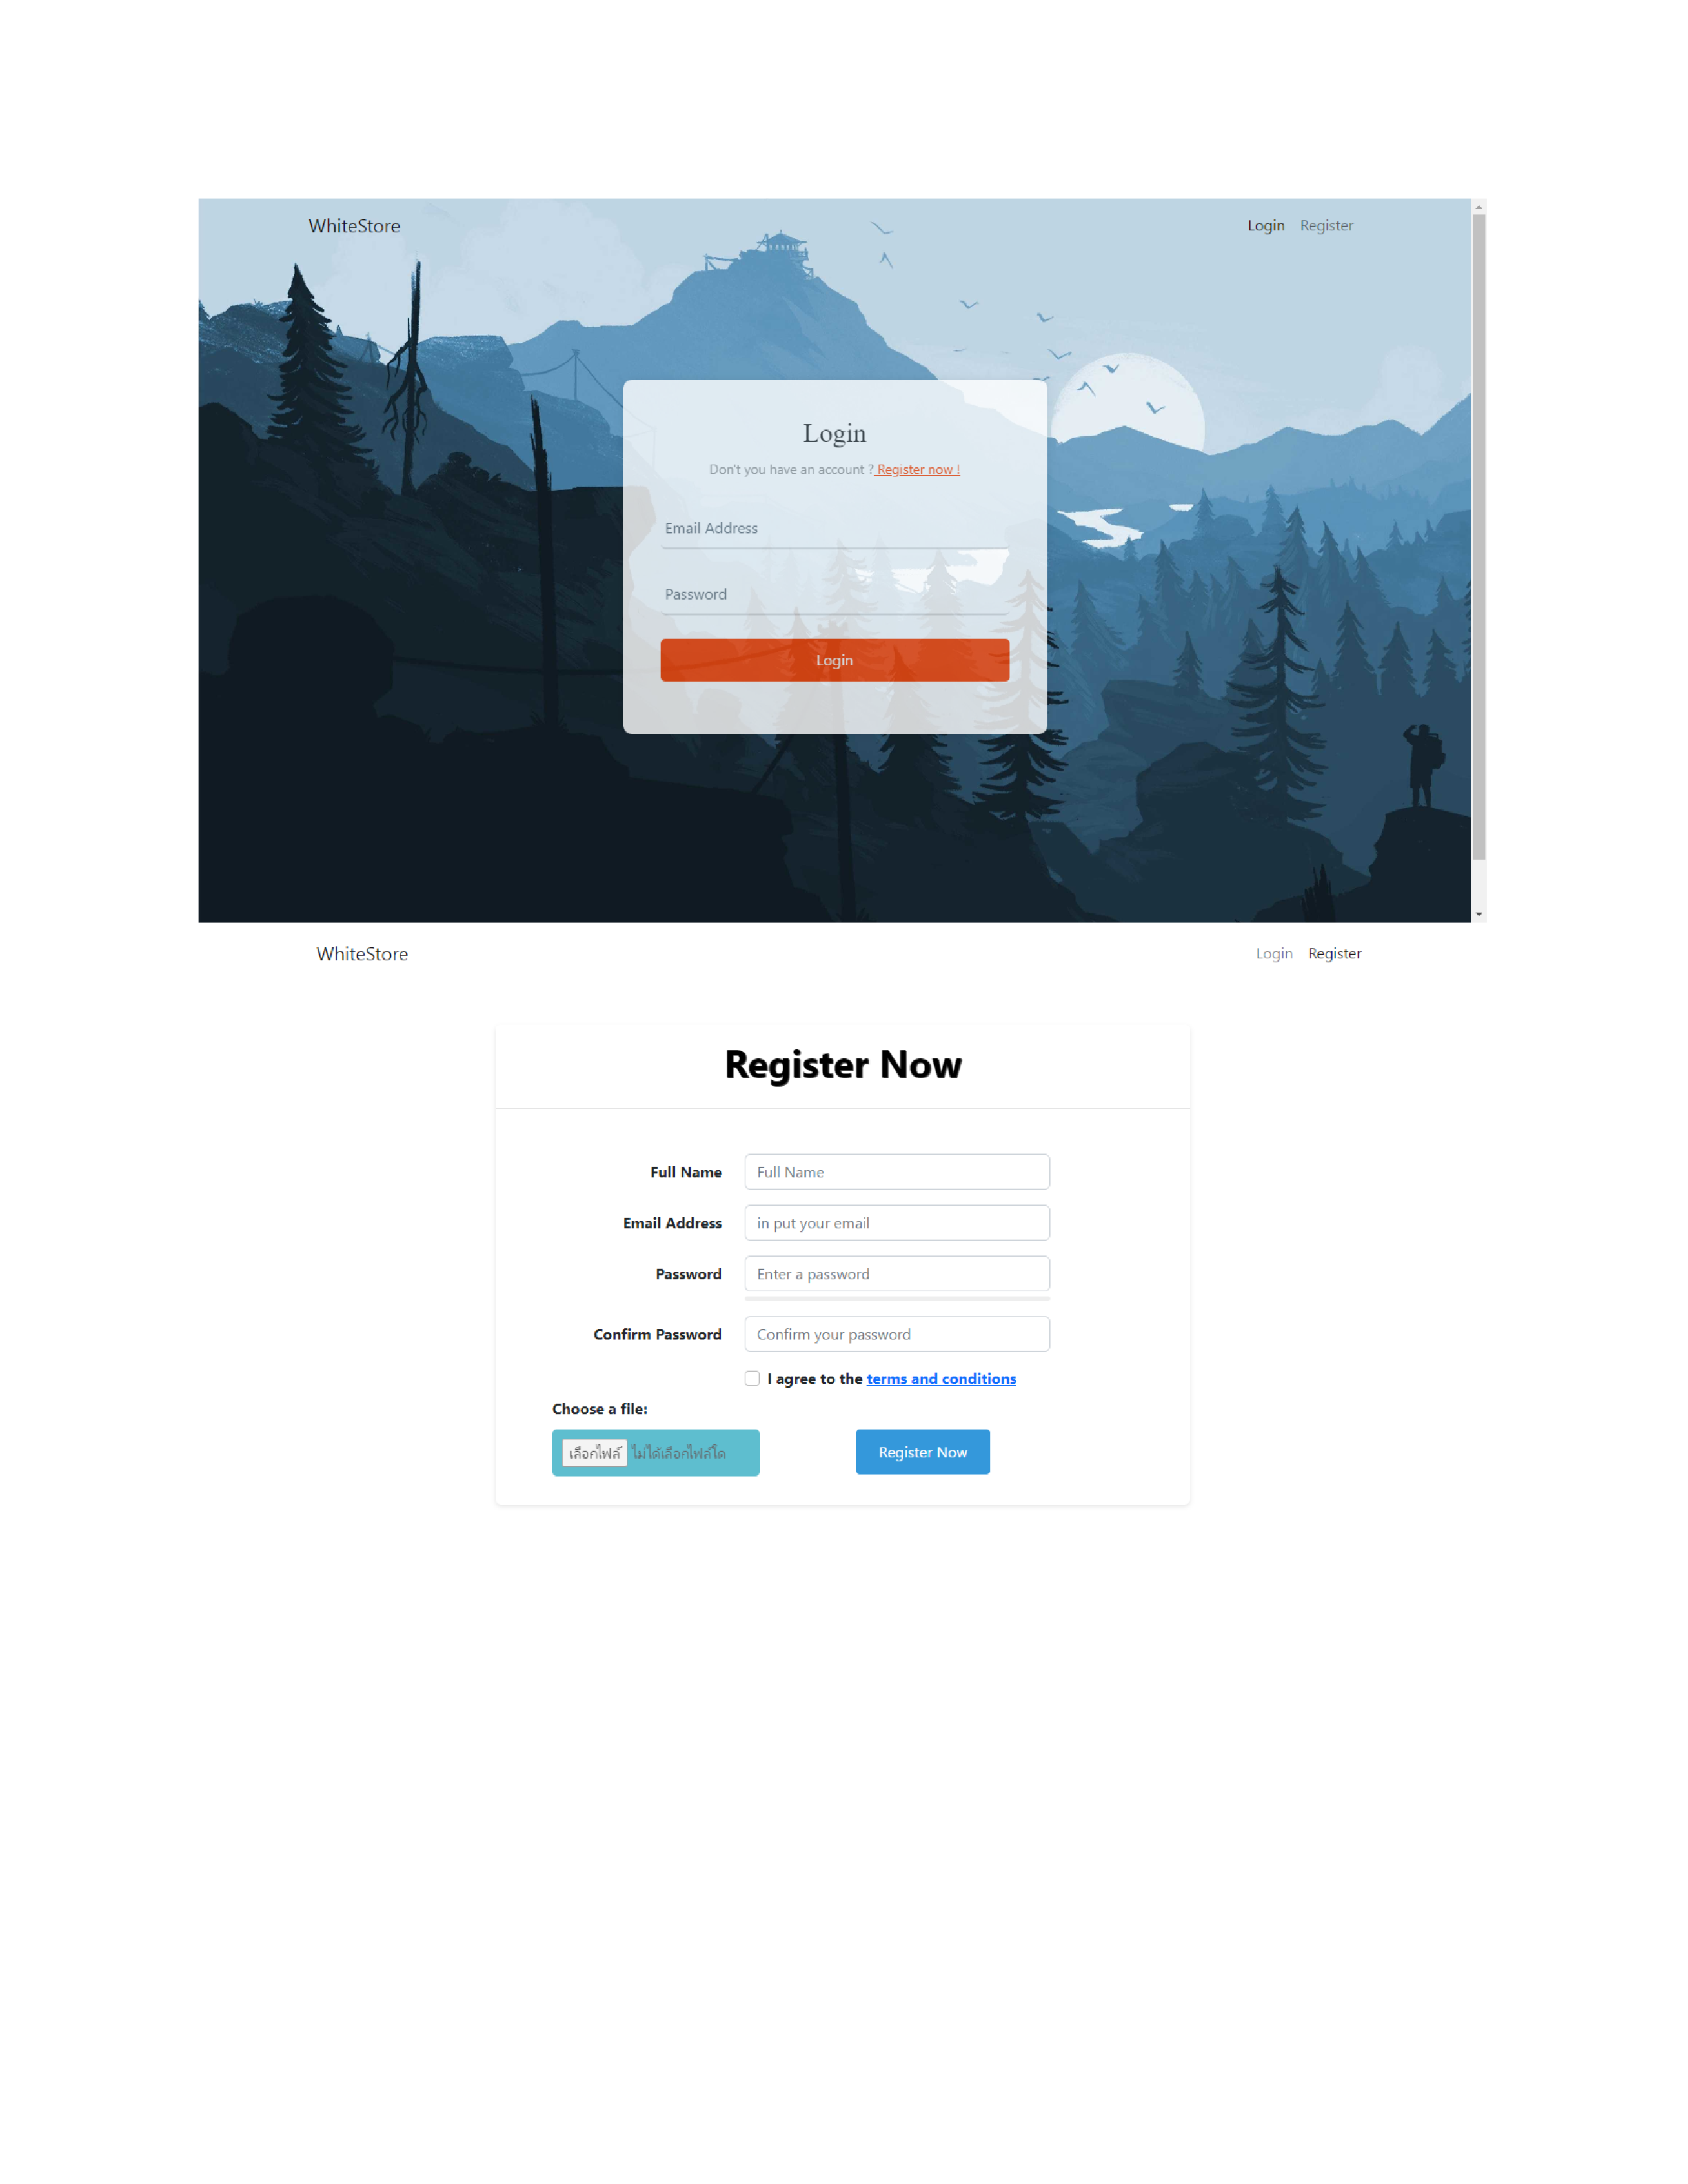 WhiteStore Login Register
Login
Don't you have an account ? Register now !
Email Address
Password
Login
WhiteStore Login Register
Register Now
Full Name Full Name
Email Address in put your email
Password Enter a password
Confirm Password Confirm your password
I agree to the terms and conditions
Choose a file:
เลือกไฟล์ ไม่ได้เลือกไฟล์ใด Register Now